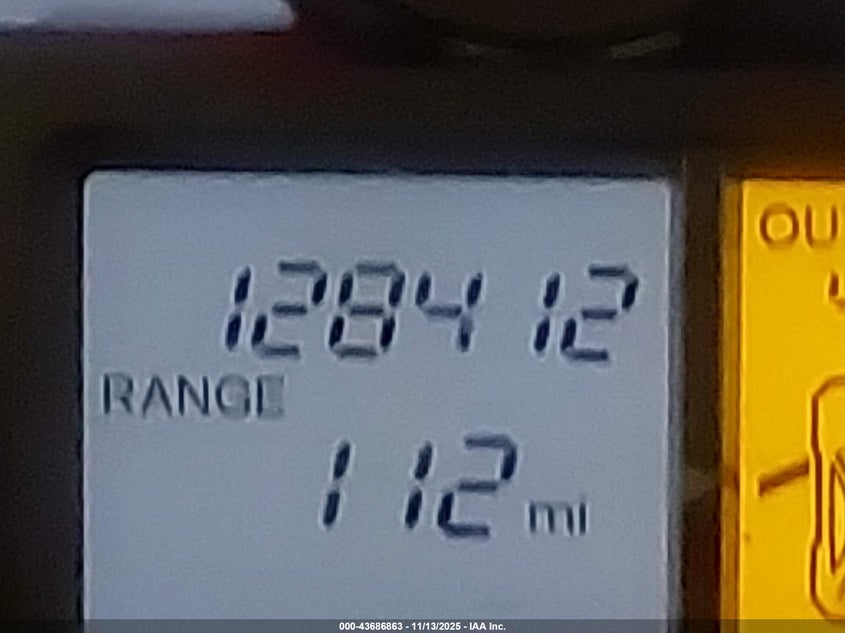 128412
RANGE
112 mi
OU
000-43686863 - 11/13/2025 - IAA Inc.